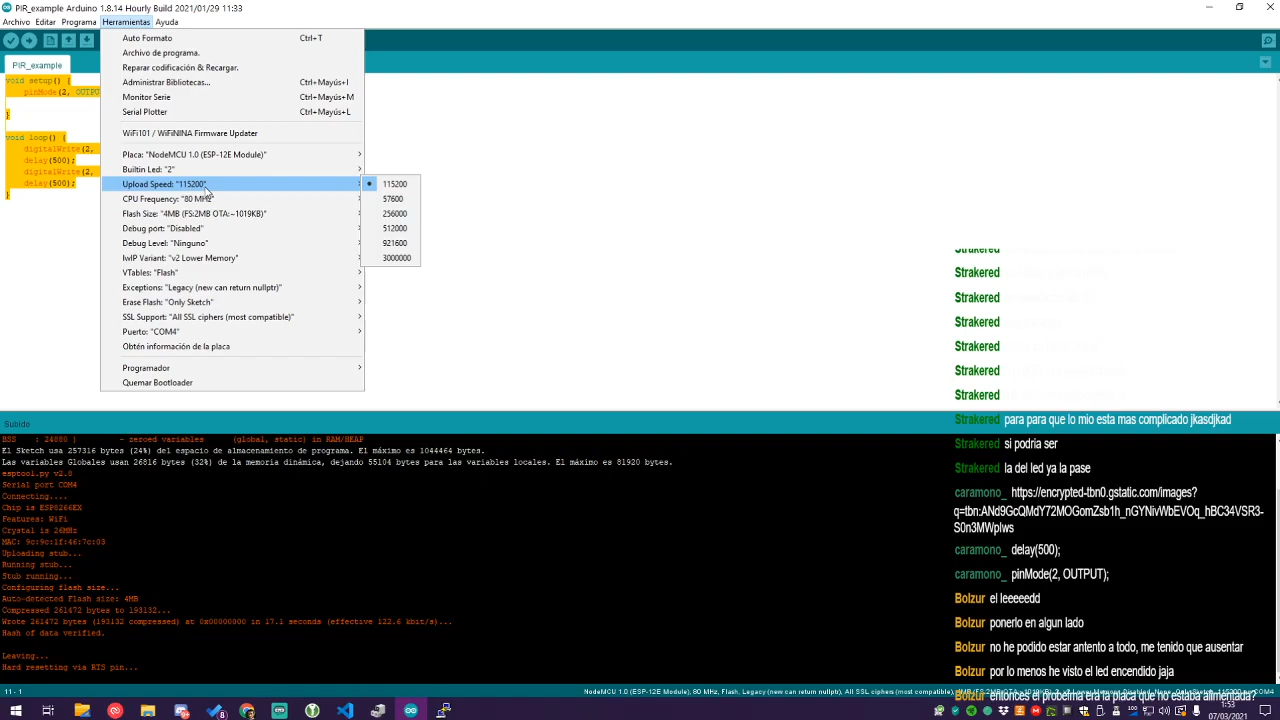 PIR_example Arduino 1.8.14 Hourly Build 2021/01/29 11:33
Archivo Editar Programa Herramientas Ayuda
PIR_example
void setup() {
pinMode(2, OUTPU
}
void loop() {
digitalWrite(2,
delay(500);
digitalWrite(2,
delay(500);
}
Auto Formato Ctrl+T
Archivo de programa.
Reparar codificación & Recargar.
Administrar Bibliotecas... Ctrl+Mayús+I
Monitor Serie Ctrl+Mayús+M
Serial Plotter Ctrl+Mayús+L
WiFi101 / WiFiNINA Firmware Updater
Placa: "NodeMCU 1.0 (ESP-12E Module)"
Builtin Led: "2"
Upload Speed: "115200"
CPU Frequency: "80 MHz"
Flash Size: "4MB (FS:2MB OTA:~1019KB)"
Debug port: "Disabled"
Debug Level: "Ninguno"
lwIP Variant: "v2 Lower Memory"
VTables: "Flash"
Exceptions: "Legacy (new can return nullptr)"
Erase Flash: "Only Sketch"
SSL Support: "All SSL ciphers (most compatible)"
Puerto: "COM4"
Obtén información de la placa
Programador
Quemar Bootloader
115200
57600
256000
512000
921600
3000000
Strakered
Strakered
Strakered
Strakered
Strakered
Strakered
Strakered
Strakered para para que lo mio esta mas complicado jkasdjkad
Strakered si podria ser
Strakered la del led ya la pase
caramono_ https://encrypted-tbn0.gstatic.com/images?
q=tbn:ANd9GcQMdY72MOGomZsb1h_nGYNivWbEVOq_hBC34VSR3-
S0n3MWplws
caramono_ delay(500);
caramono_ pinMode(2, OUTPUT);
Bolzur el leeeeedd
Bolzur ponerlo en algun lado
Bolzur no he podido estar antento a todo, me tenido que ausentar
Bolzur por lo menos he visto el led encendido jaja
Bolzur entonces el problema era la placa que no estaba alimentada?
Subido
BSS : 24880 ) - zeroed variables (global, static) in RAM/HEAP
El Sketch usa 257316 bytes (24%) del espacio de almacenamiento de programa. El máximo es 1044464 bytes.
Las variables Globales usan 26816 bytes (32%) de la memoria dinámica, dejando 55104 bytes para las variables locales. El máximo es 81920 bytes.
esptool.py v2.8
Serial port COM4
Connecting....
Chip is ESP8266EX
Features: WiFi
Crystal is 26MHz
MAC: 9c:9c:1f:46:7c:03
Uploading stub...
Running stub...
Stub running...
Configuring flash size...
Auto-detected Flash size: 4MB
Compressed 261472 bytes to 193132...
Wrote 261472 bytes (193132 compressed) at 0x00000000 in 17.1 seconds (effective 122.6 kbit/s)...
Hash of data verified.
Leaving...
Hard resetting via RTS pin...
11 - 1
NodeMCU 1.0 (ESP-12E Module), 80 MHz, Flash, Legacy (new can return nullptr), All SSL ciphers (most compatible),
1:53
07/03/2021